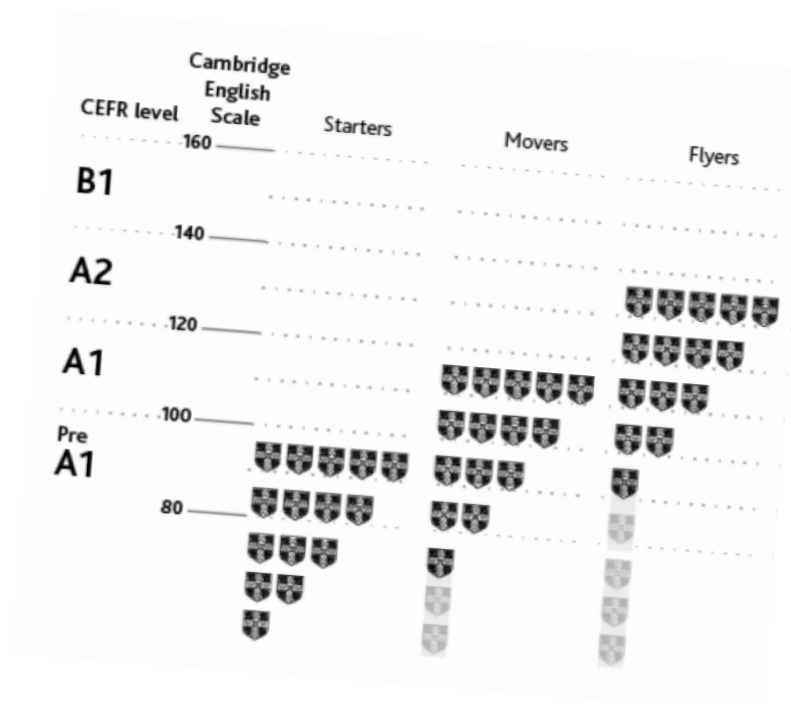 Cambridge
English
Scale
CEFR level
Starters
Movers
Flyers
160
B1
140
A2
120
A1
100
Pre
A1
80